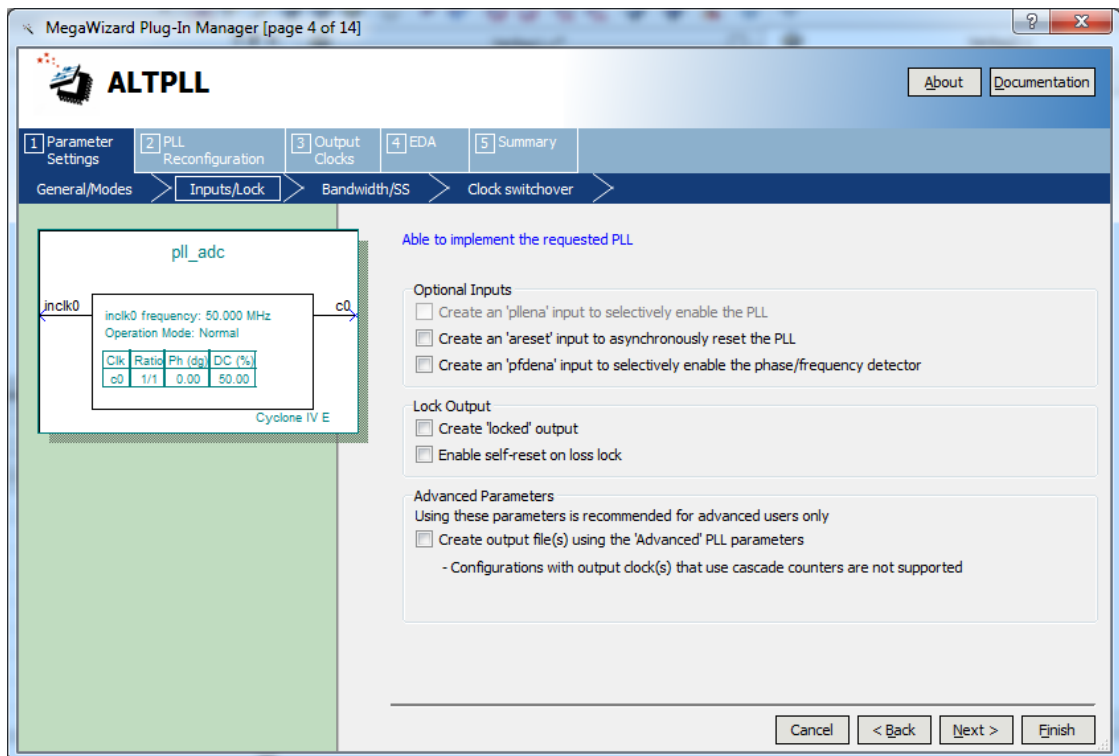 MegaWizard Plug-In Manager [page 4 of 14]
?
X
ALTPLL
About
Documentation
1 Parameter Settings
2 PLL Reconfiguration
3 Output Clocks
4 EDA
5 Summary
General/Modes
Inputs/Lock
Bandwidth/SS
Clock switchover
pll_adc
inclk0
c0
inclk0 frequency: 50.000 MHz
Operation Mode: Normal
Clk Ratio Ph (dg) DC (%)
c0 1/1 0.00 50.00
Cyclone IV E
Able to implement the requested PLL
Optional Inputs
Create an 'pllena' input to selectively enable the PLL
Create an 'areset' input to asynchronously reset the PLL
Create an 'pfdena' input to selectively enable the phase/frequency detector
Lock Output
Create 'locked' output
Enable self-reset on loss lock
Advanced Parameters
Using these parameters is recommended for advanced users only
Create output file(s) using the 'Advanced' PLL parameters
- Configurations with output clock(s) that use cascade counters are not supported
Cancel
< Back
Next >
Finish